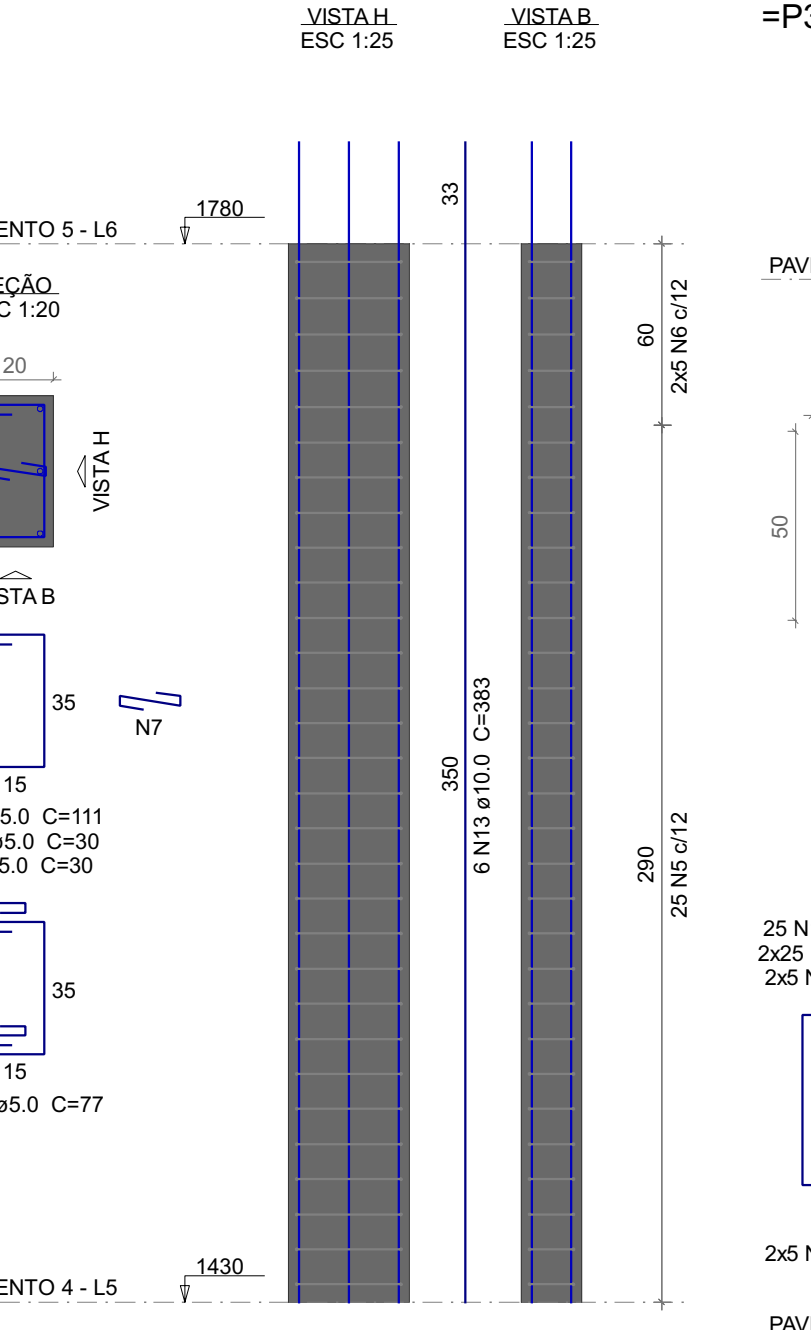 VISTA H
ESC 1:25
VISTA B
ESC 1:25
=P3
33
1780
ENTO 5 - L6
EÇÃO
C 1:20
20
VISTA H
STA B
35
15
N7
5.0 C=111
ø5.0 C=30
5.0 C=30
35
15
ø5.0 C=77
350
6 N13 ø10.0 C=383
60
2x5 N6 c/12
290
25 N5 c/12
PAV
50
25 N
2x25
2x5 N
2x5 N
1430
ENTO 4 - L5
PAV